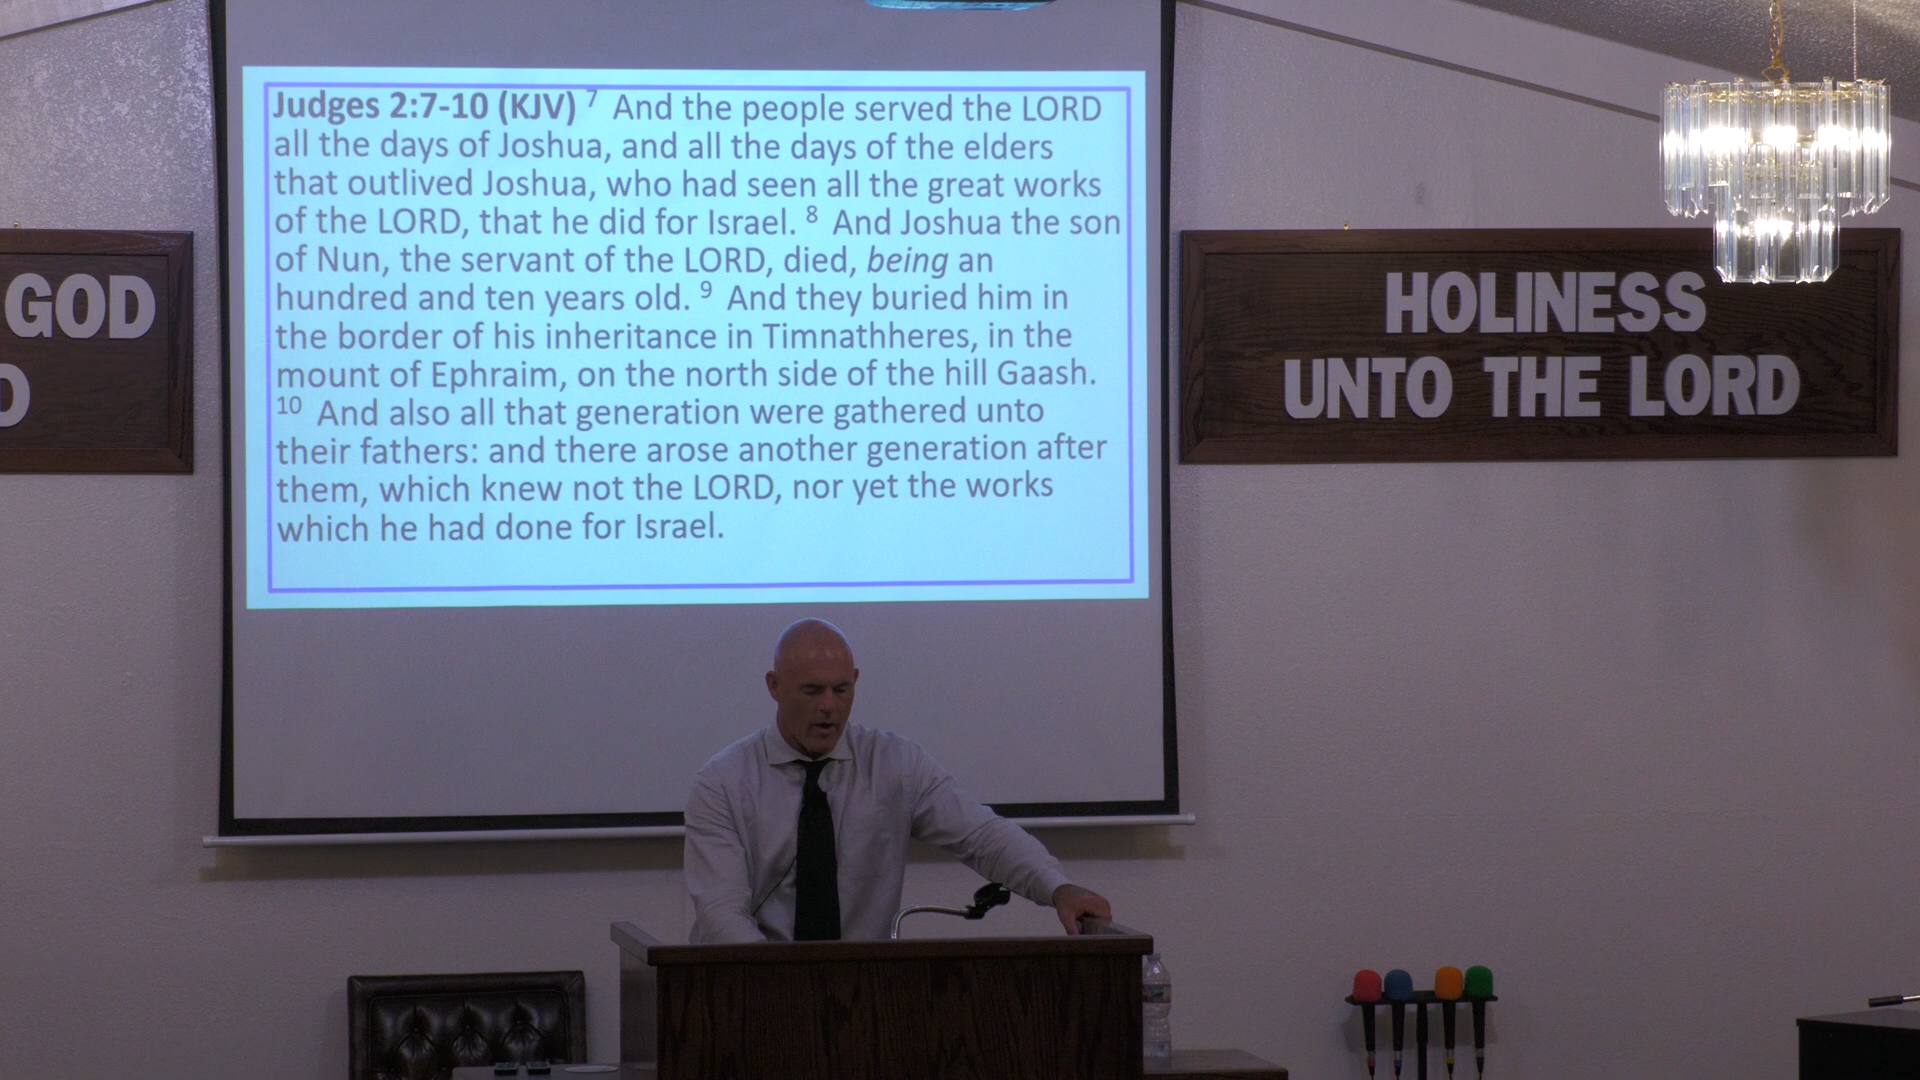 Judges 2:7-10 (KJV) 7 And the people served the LORD
all the days of Joshua, and all the days of the elders
that outlived Joshua, who had seen all the great works
of the LORD, that he did for Israel. 8 And Joshua the son
of Nun, the servant of the LORD, died, being an
hundred and ten years old. 9 And they buried him in
the border of his inheritance in Timnathheres, in the
mount of Ephraim, on the north side of the hill Gaash.
10 And also all that generation were gathered unto
their fathers: and there arose another generation after
them, which knew not the LORD, nor yet the works
which he had done for Israel.
GOD
D
HOLINESS
UNTO THE LORD